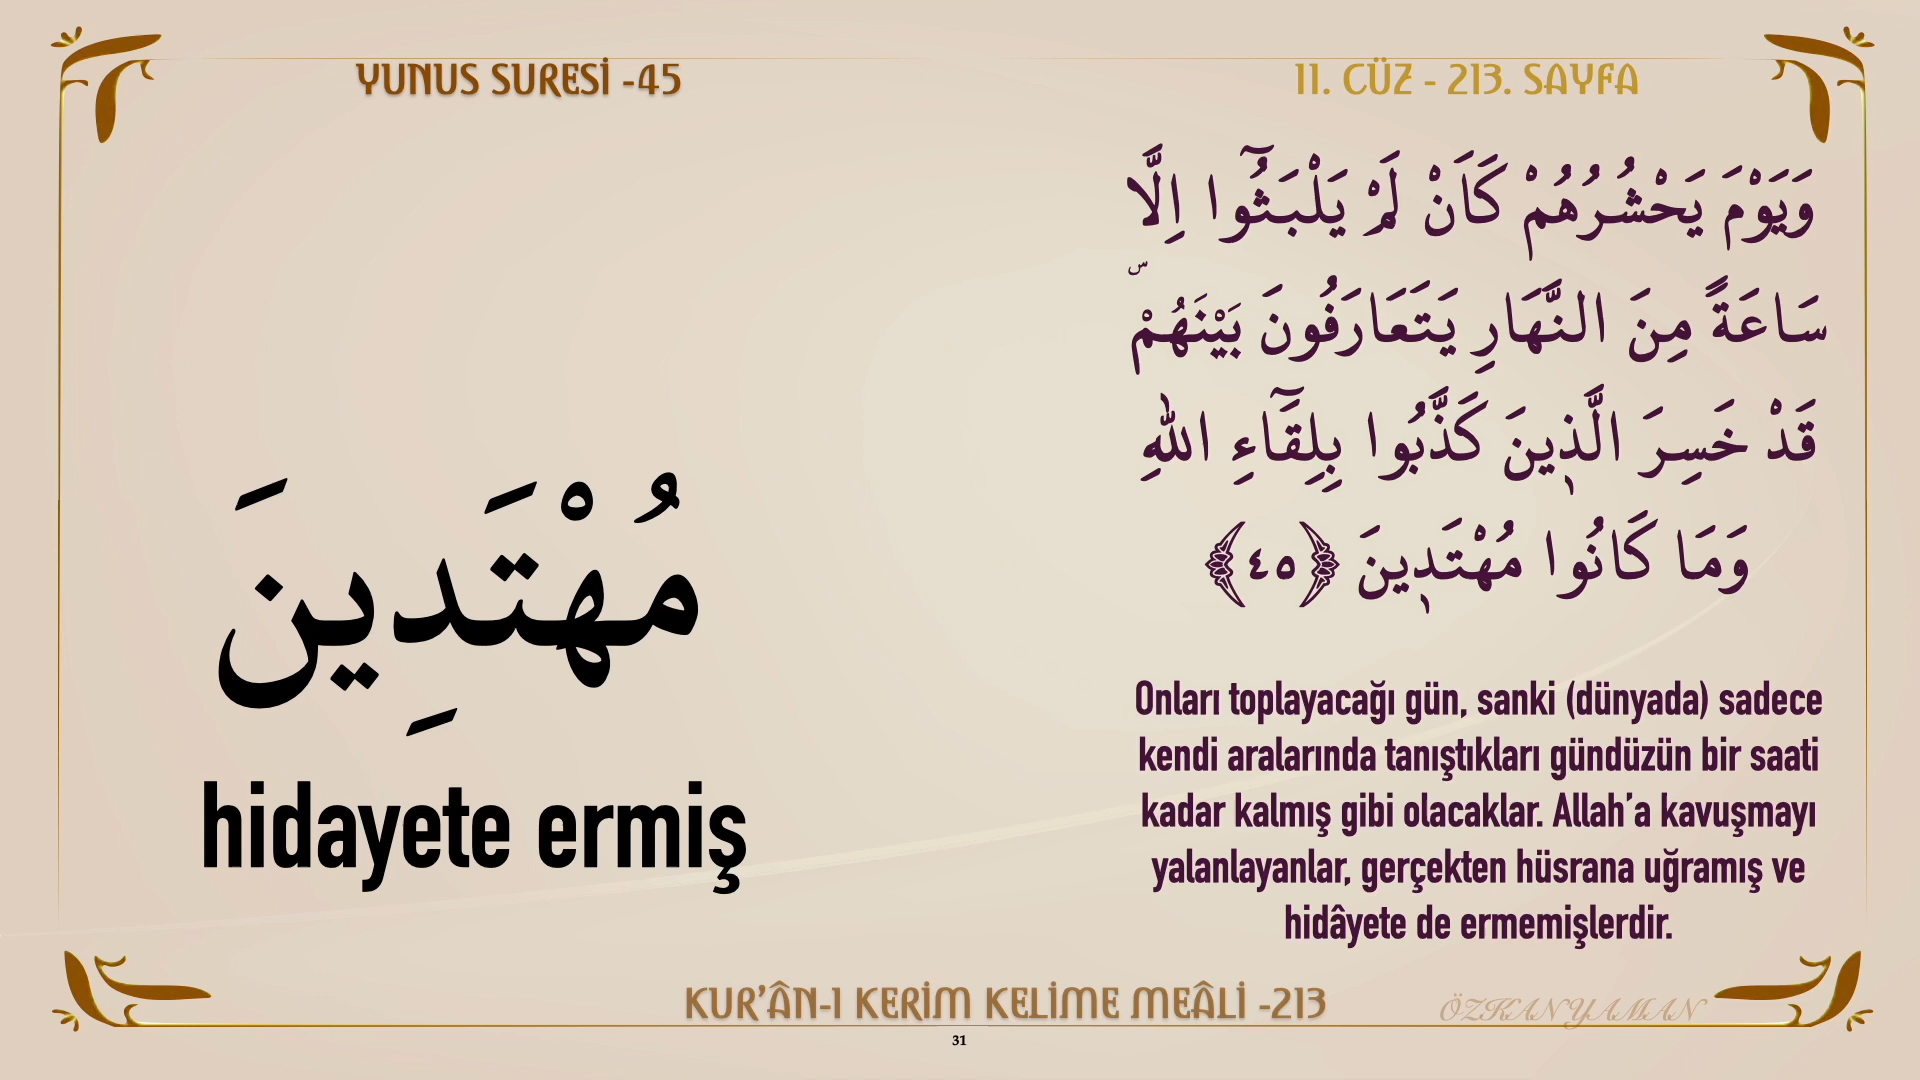 YUNUS SURESİ -45
11. CÜZ - 213. SAYFA
وَيَوْمَ يَحْشُرُهُمْ كَاَنْ لَمْ يَلْبَثُٓوا اِلَّا
سَاعَةً مِنَ النَّهَارِ يَتَعَارَفُونَ بَيْنَهُمْۜ
قَدْ خَسِرَ الَّذ۪ينَ كَذَّبُوا بِلِقَٓاءِ اللّٰهِ
وَمَا كَانُوا مُهْتَد۪ينَ ﴿٤٥﴾
مُهْتَدِينَ
hidayete ermiş
Onları toplayacağı gün, sanki (dünyada) sadece
kendi aralarında tanıştıkları gündüzün bir saati
kadar kalmış gibi olacaklar. Allah’a kavuşmayı
yalanlayanlar, gerçekten hüsrana uğramış ve
hidâyete de ermemişlerdir.
KUR’ÂN-I KERİM KELİME MEÂLİ -213
ÖZKAN YAMAN
31